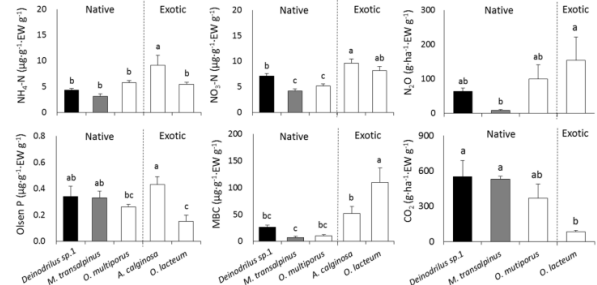 NH₄-N (µg·g⁻¹·EW g⁻¹)
20
15
10
5
0
Native
Exotic
b
b
b
a
b
NO₃-N (µg·g⁻¹·EW g⁻¹)
20
15
10
5
0
Native
Exotic
b
c
c
a
a
N₂O (g·ha⁻¹·EW g⁻¹)
300
200
100
0
Native
Exotic
ab
b
ab
a
Olsen P (µg·g⁻¹·EW g⁻¹)
0.8
0.6
0.4
0.2
0.0
Native
Exotic
ab
ab
bc
a
c
Deinodrilus sp.1
M. transalpinus
O. multiporus
A. calginosa
O. lacteum
MBC (µg·g⁻¹·EW g⁻¹)
200
150
100
50
0
Native
Exotic
bc
c
bc
b
a
Deinodrilus sp.1
M. transalpinus
O. multiporus
A. calginosa
O. lacteum
CO₂ (g·ha⁻¹·EW g⁻¹)
900
600
300
0
Native
Exotic
a
a
ab
b
Deinodrilus sp.1
M. transalpinus
O. mutiporus
O. lacteum